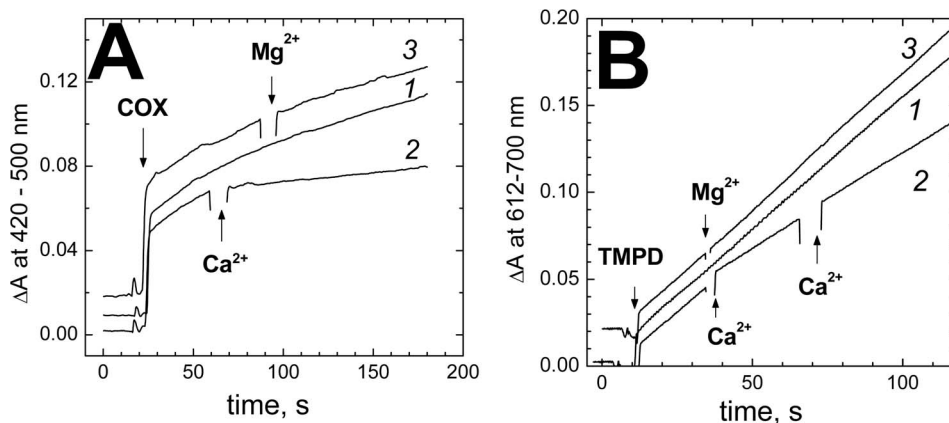 A
COX
Mg2+
Ca2+
3
1
2
ΔA at 420 - 500 nm
0.12
0.08
0.04
0.00
0
50
100
150
200
time, s
B
TMPD
Mg2+
Ca2+
Ca2+
3
1
2
ΔA at 612-700 nm
0.20
0.15
0.10
0.05
0.00
0
50
100
time, s